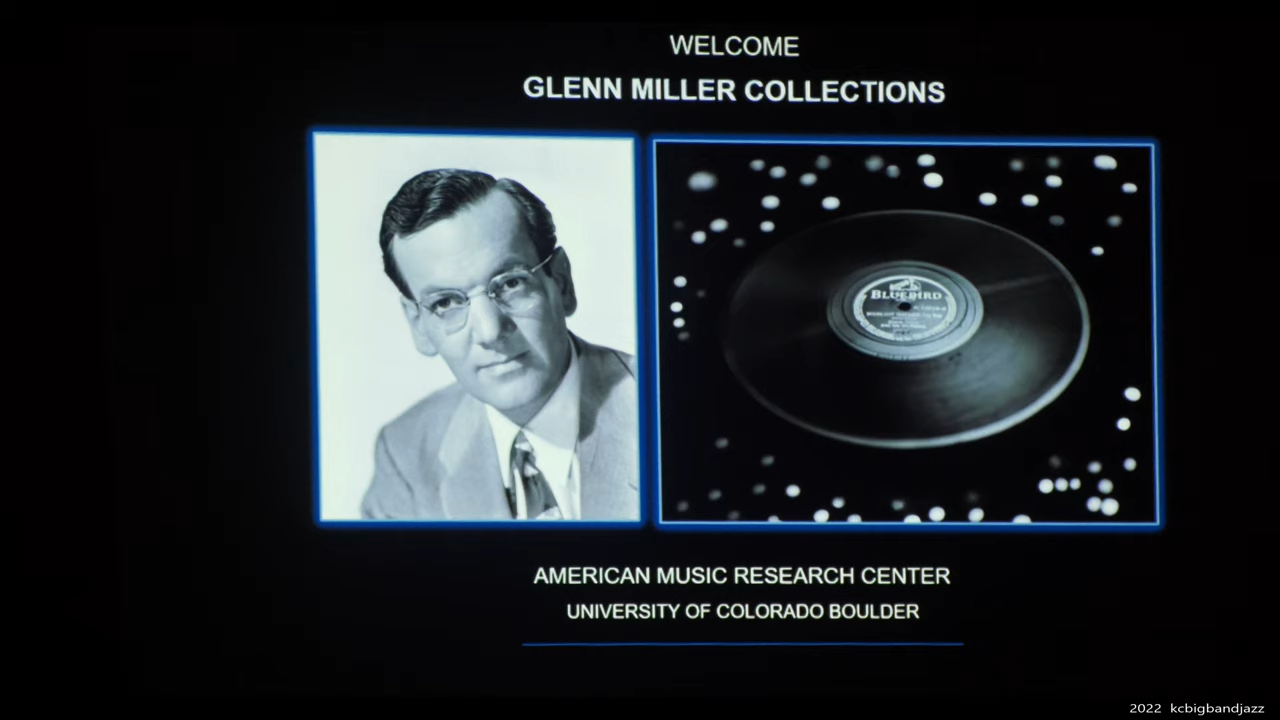 WELCOME
GLENN MILLER COLLECTIONS
BLUEBIRD
AMERICAN MUSIC RESEARCH CENTER
UNIVERSITY OF COLORADO BOULDER
2022 kcbigbandjazz